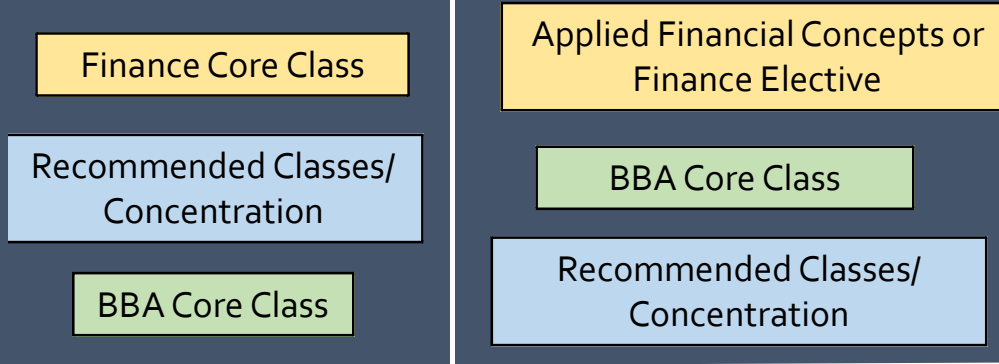 Finance Core Class
Recommended Classes/
Concentration
BBA Core Class
Applied Financial Concepts or
Finance Elective
BBA Core Class
Recommended Classes/
Concentration